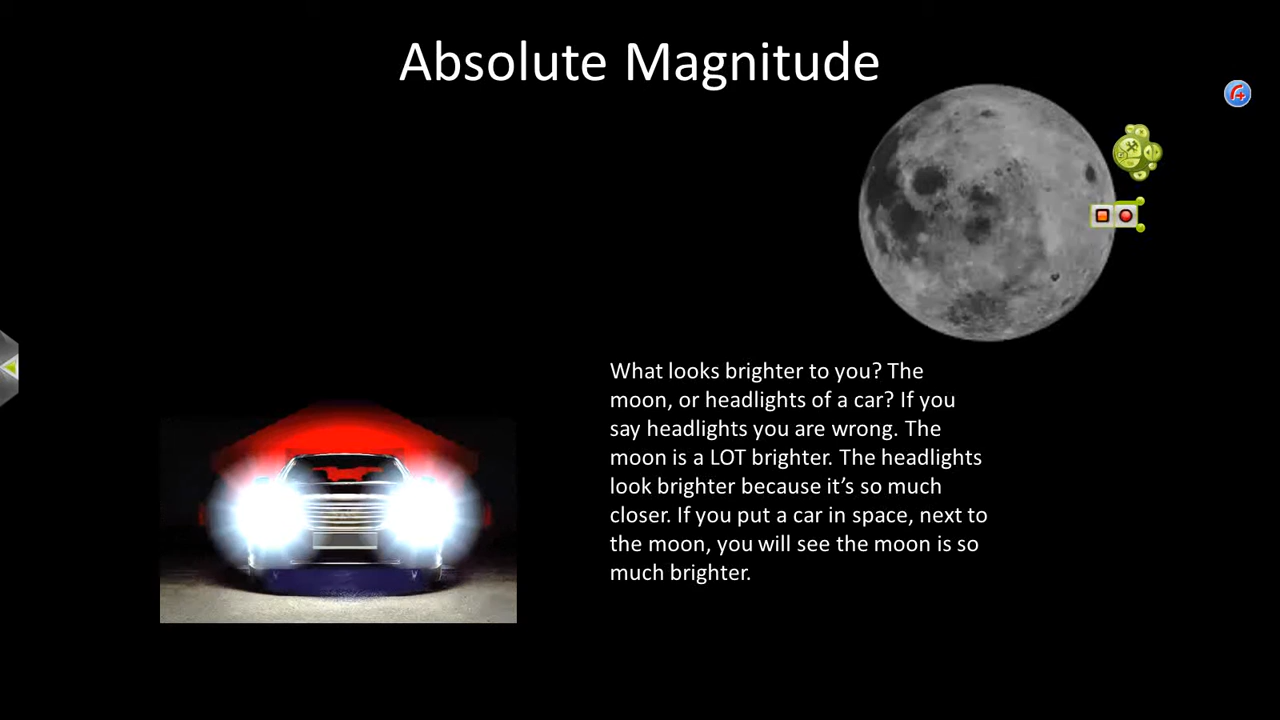 Absolute Magnitude
What looks brighter to you? The
moon, or headlights of a car? If you
say headlights you are wrong. The
moon is a LOT brighter. The headlights
look brighter because it’s so much
closer. If you put a car in space, next to
the moon, you will see the moon is so
much brighter.